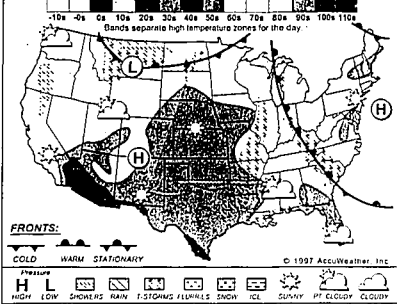 -10s -0s 0s 10s 20s 30s 40s 50s 60s 70s 80s 90s 100s 110s
Bands separate high temperature zones for the day.
L
H
H
FRONTS:
COLD WARM STATIONARY
© 1997 AccuWeather, Inc.
Pressure
H L
HIGH LOW SHOWERS RAIN T-STORMS FLURRIES SNOW ICE SUNNY PT. CLOUDY CLOUDY